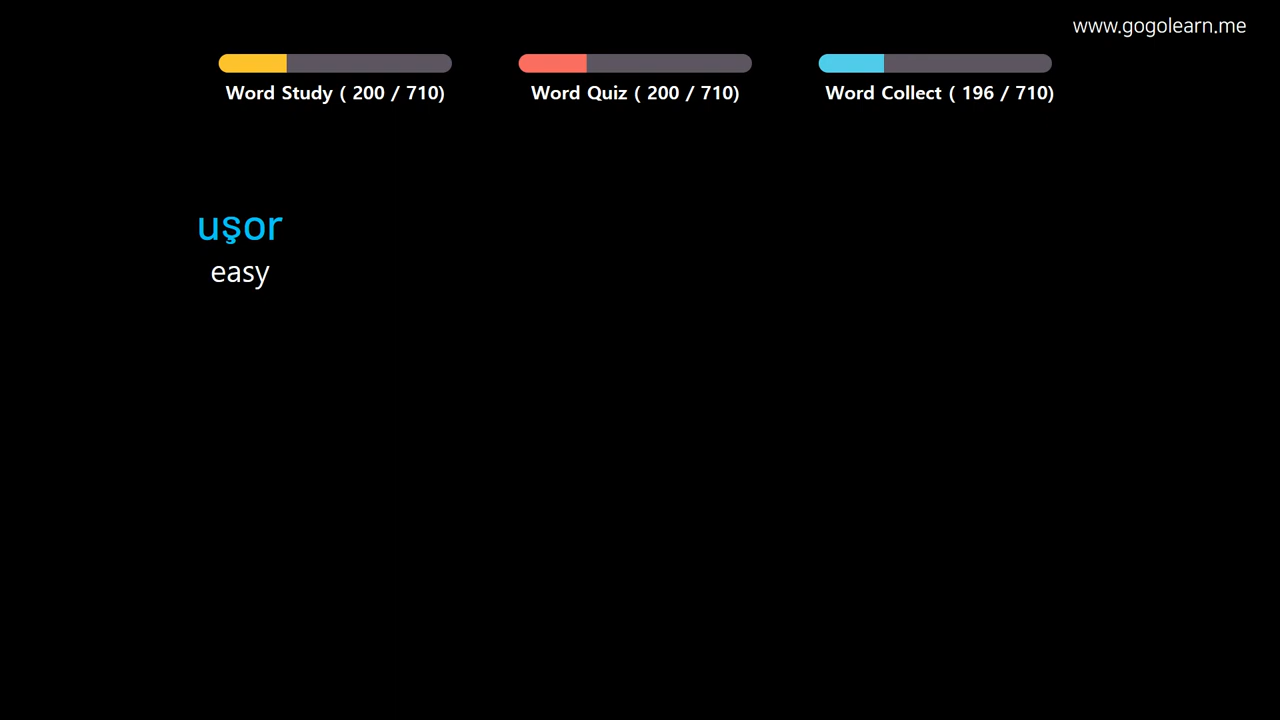 www.gogolearn.me
Word Study ( 200 / 710)
Word Quiz ( 200 / 710)
Word Collect ( 196 / 710)
uşor
easy